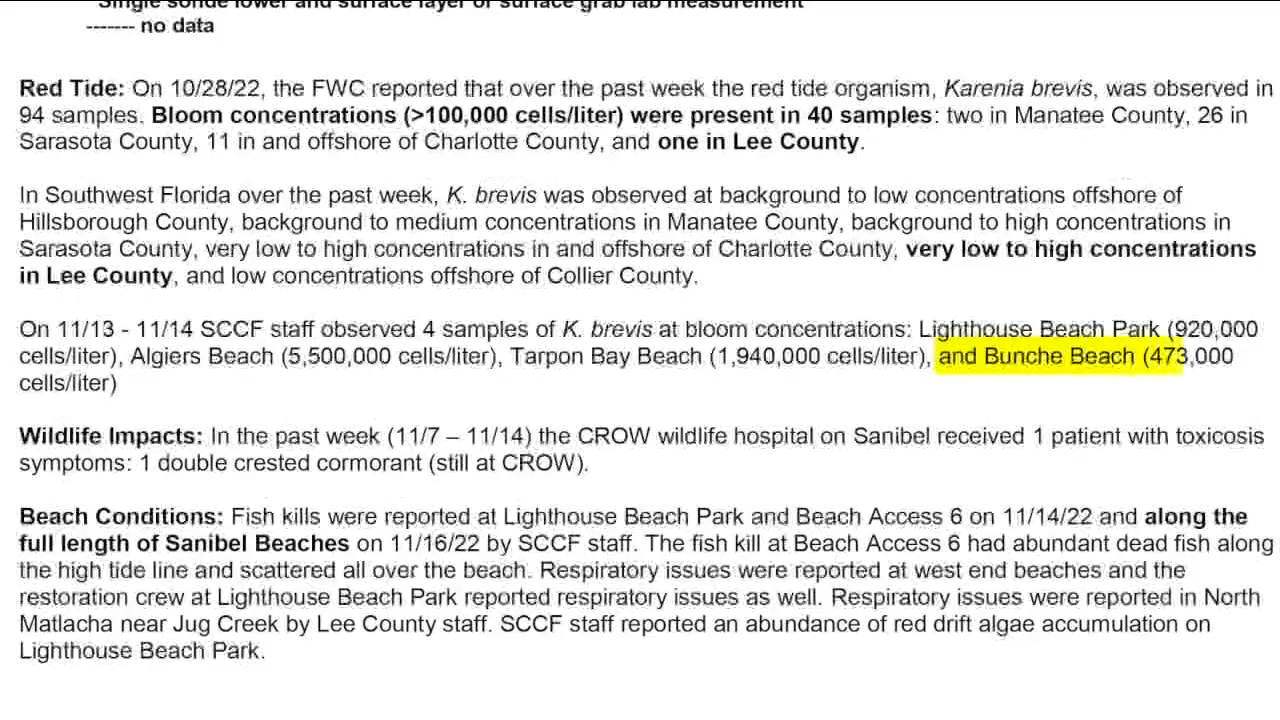 Single sonde lower and surface layer or surface grab lab measurement
------- no data
Red Tide: On 10/28/22, the FWC reported that over the past week the red tide organism, Karenia brevis, was observed in
94 samples. Bloom concentrations (>100,000 cells/liter) were present in 40 samples: two in Manatee County, 26 in
Sarasota County, 11 in and offshore of Charlotte County, and one in Lee County.
In Southwest Florida over the past week, K. brevis was observed at background to low concentrations offshore of
Hillsborough County, background to medium concentrations in Manatee County, background to high concentrations in
Sarasota County, very low to high concentrations in and offshore of Charlotte County, very low to high concentrations
in Lee County, and low concentrations offshore of Collier County.
On 11/13 - 11/14 SCCF staff observed 4 samples of K. brevis at bloom concentrations: Lighthouse Beach Park (920,000
cells/liter), Algiers Beach (5,500,000 cells/liter), Tarpon Bay Beach (1,940,000 cells/liter), and Bunche Beach (473,000
cells/liter)
Wildlife Impacts: In the past week (11/7 – 11/14) the CROW wildlife hospital on Sanibel received 1 patient with toxicosis
symptoms: 1 double crested cormorant (still at CROW).
Beach Conditions: Fish kills were reported at Lighthouse Beach Park and Beach Access 6 on 11/14/22 and along the
full length of Sanibel Beaches on 11/16/22 by SCCF staff. The fish kill at Beach Access 6 had abundant dead fish along
the high tide line and scattered all over the beach. Respiratory issues were reported at west end beaches and the
restoration crew at Lighthouse Beach Park reported respiratory issues as well. Respiratory issues were reported in North
Matlacha near Jug Creek by Lee County staff. SCCF staff reported an abundance of red drift algae accumulation on
Lighthouse Beach Park.